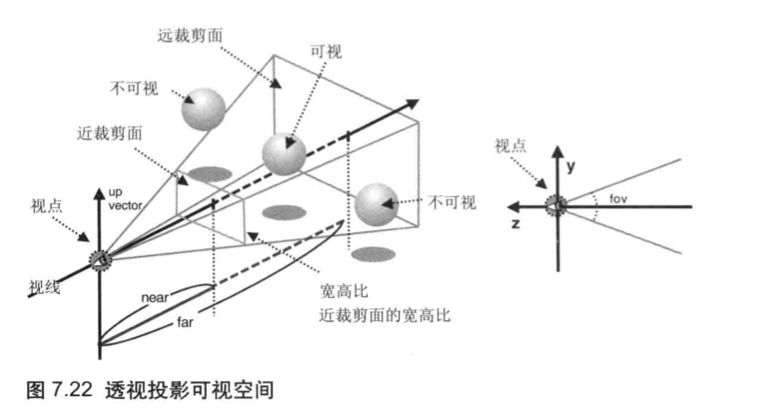 远裁剪面
可视
不可视
近裁剪面
视点
up
vector
视线
near
far
不可视
宽高比
近裁剪面的宽高比
视点
y
fov
z
图 7.22 透视投影可视空间